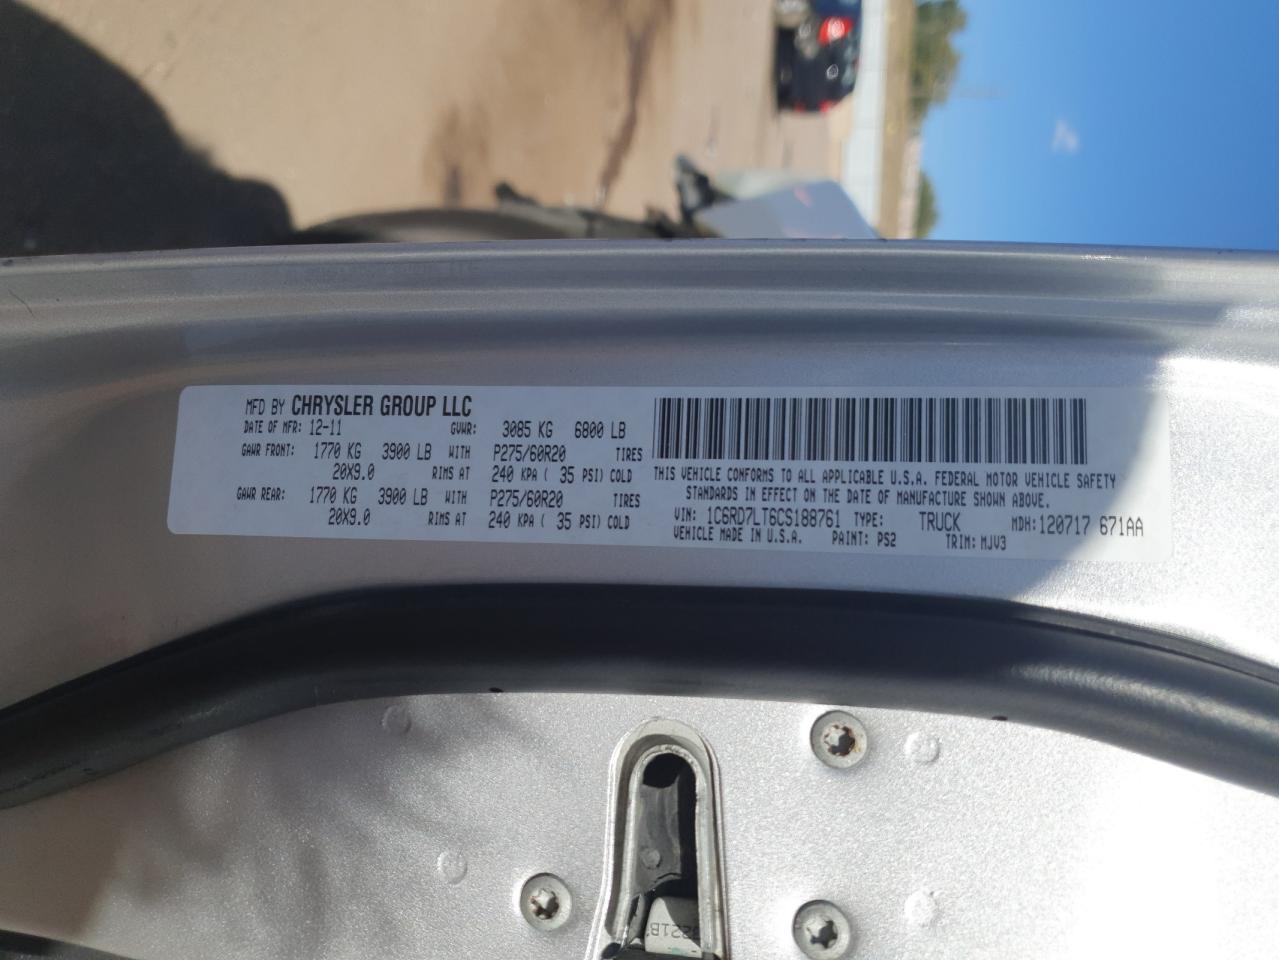 MFD BY CHRYSLER GROUP LLC
DATE OF MFR: 12-11 GVWR: 3085 KG 6800 LB
GAWR FRONT: 1770 KG 3900 LB WITH P275/60R20 TIRES
20X9.0 RIMS AT 240 KPA ( 35 PSI) COLD
GAWR REAR: 1770 KG 3900 LB WITH P275/60R20 TIRES
20X9.0 RIMS AT 240 KPA ( 35 PSI) COLD
THIS VEHICLE CONFORMS TO ALL APPLICABLE U.S.A. FEDERAL MOTOR VEHICLE SAFETY
STANDARDS IN EFFECT ON THE DATE OF MANUFACTURE SHOWN ABOVE.
VIN: 1C6RD7LT6CS188761 TYPE: TRUCK MDH: 120717 671AA
VEHICLE MADE IN U.S.A. PAINT: PS2 TRIM: MJV3